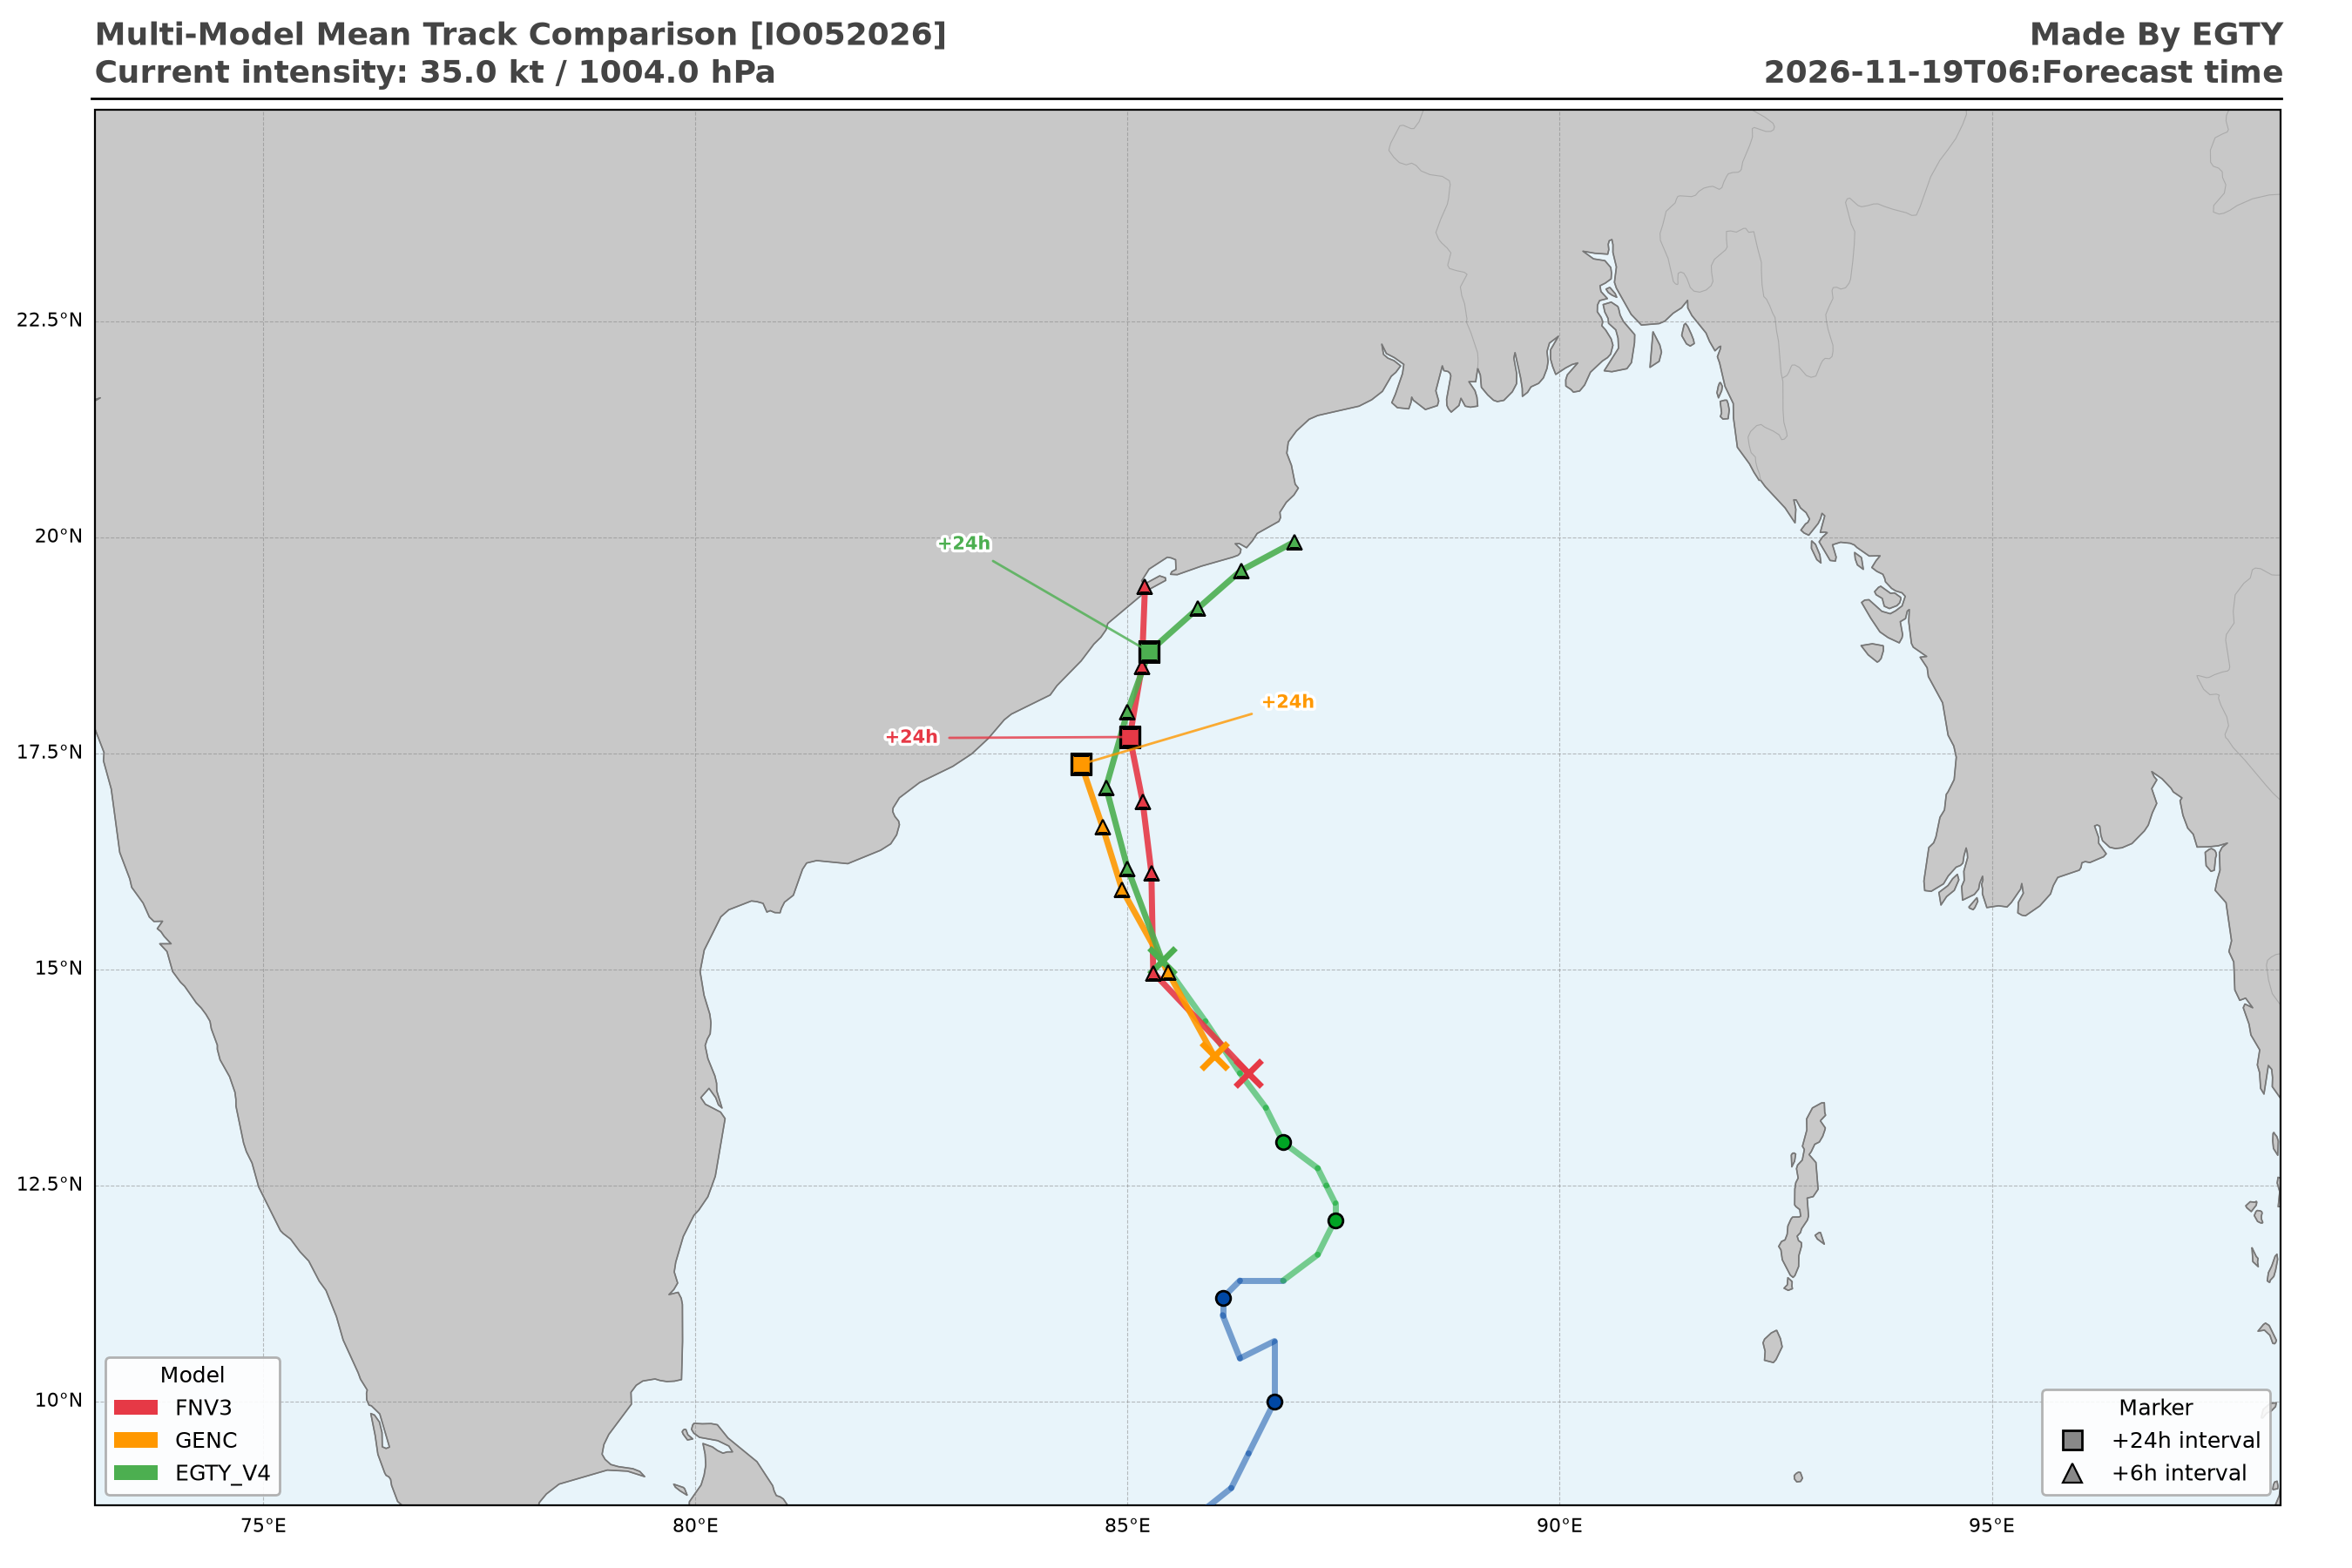 Multi-Model Mean Track Comparison [IO052026]
Current intensity: 35.0 kt / 1004.0 hPa
Made By EGTY
2026-11-19T06:Forecast time
22.5°N
20°N
17.5°N
15°N
12.5°N
10°N
+24h
+24h
+24h
Model
FNV3
GENC
EGTY_V4
Marker
+24h interval
+6h interval
75°E
80°E
85°E
90°E
95°E